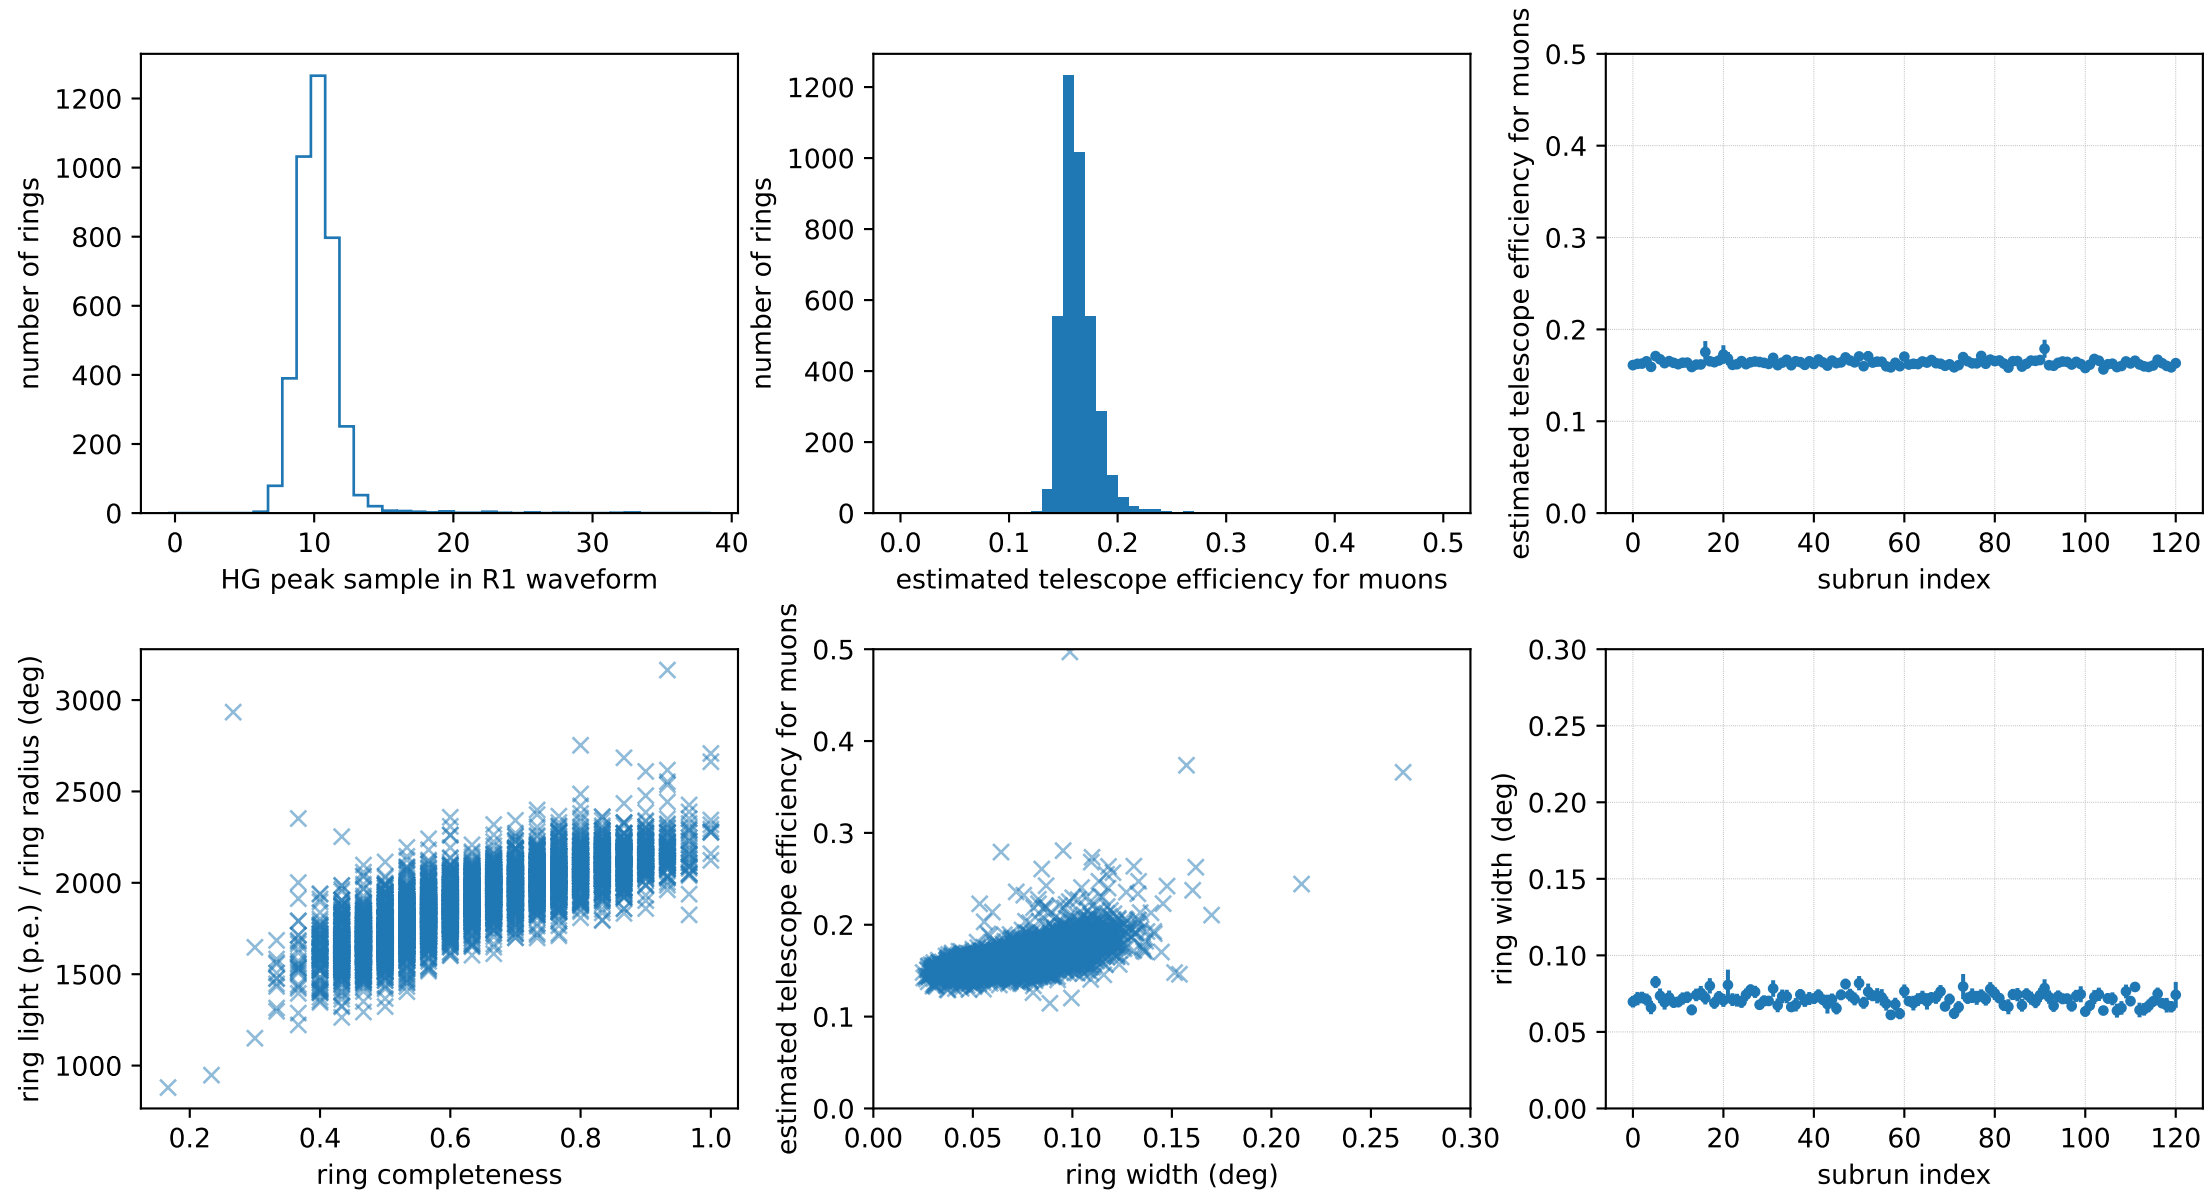 number of rings
1200
1000
800
600
400
200
0
0 10 20 30 40
HG peak sample in R1 waveform
number of rings
1200
1000
800
600
400
200
0
0.0 0.1 0.2 0.3 0.4 0.5
estimated telescope efficiency for muons
estimated telescope efficiency for muons
0.5
0.4
0.3
0.2
0.1
0.0
0 20 40 60 80 100 120
subrun index
ring light (p.e.) / ring radius (deg)
3000
2500
2000
1500
1000
0.2 0.4 0.6 0.8 1.0
ring completeness
estimated telescope efficiency for muons
0.5
0.4
0.3
0.2
0.1
0.0
0.00 0.05 0.10 0.15 0.20 0.25 0.30
ring width (deg)
ring width (deg)
0.30
0.25
0.20
0.15
0.10
0.05
0.00
0 20 40 60 80 100 120
subrun index